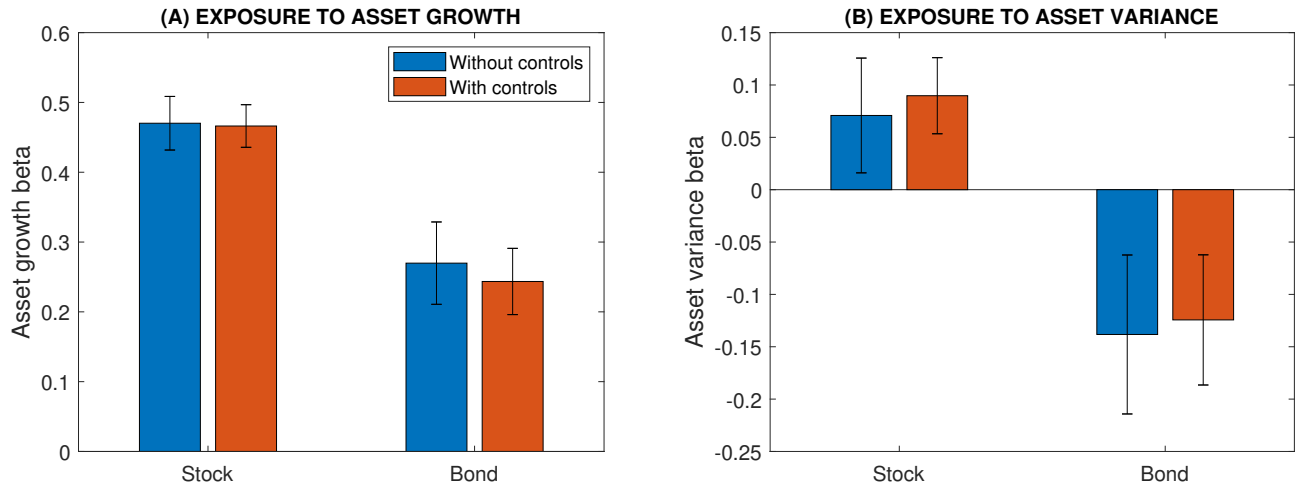 (A) EXPOSURE TO ASSET GROWTH
0.6
0.5
0.4
0.3
0.2
0.1
0
Asset growth beta
Without controls
With controls
Stock
Bond
(B) EXPOSURE TO ASSET VARIANCE
0.15
0.1
0.05
0
-0.05
-0.1
-0.15
-0.2
-0.25
Asset variance beta
Stock
Bond